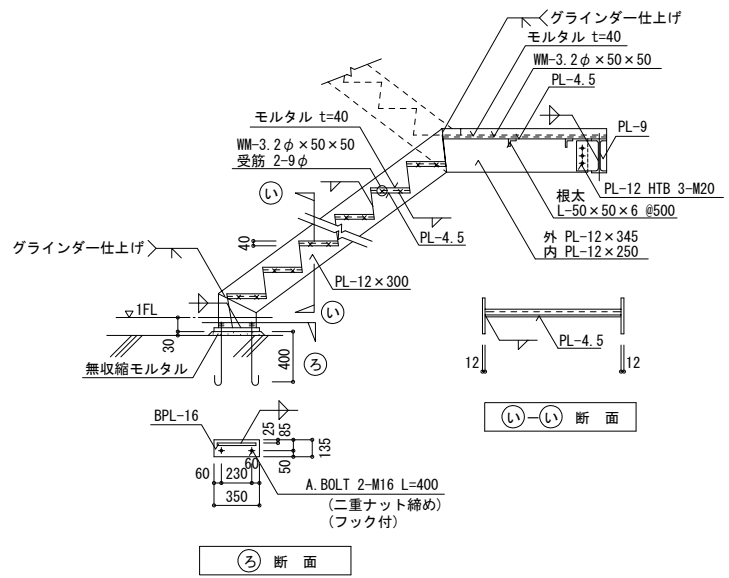 グラインダー仕上げ
モルタル t=40
WM-3.2φ×50×50
PL-4.5
PL-9
モルタル t=40
WM-3.2φ×50×50
受筋 2-9φ
い
PL-12 HTB 3-M20
根太
L-50×50×6 @500
外 PL-12×345
内 PL-12×250
PL-4.5
グラインダー仕上げ
40
PL-12×300
い
1FL
30
無収縮モルタル
400
ろ
PL-4.5
12
12
い-い 断 面
BPL-16
25
85
135
50
60
60
230
350
A.BOLT 2-M16 L=400
(二重ナット締め)
(フック付)
ろ 断 面